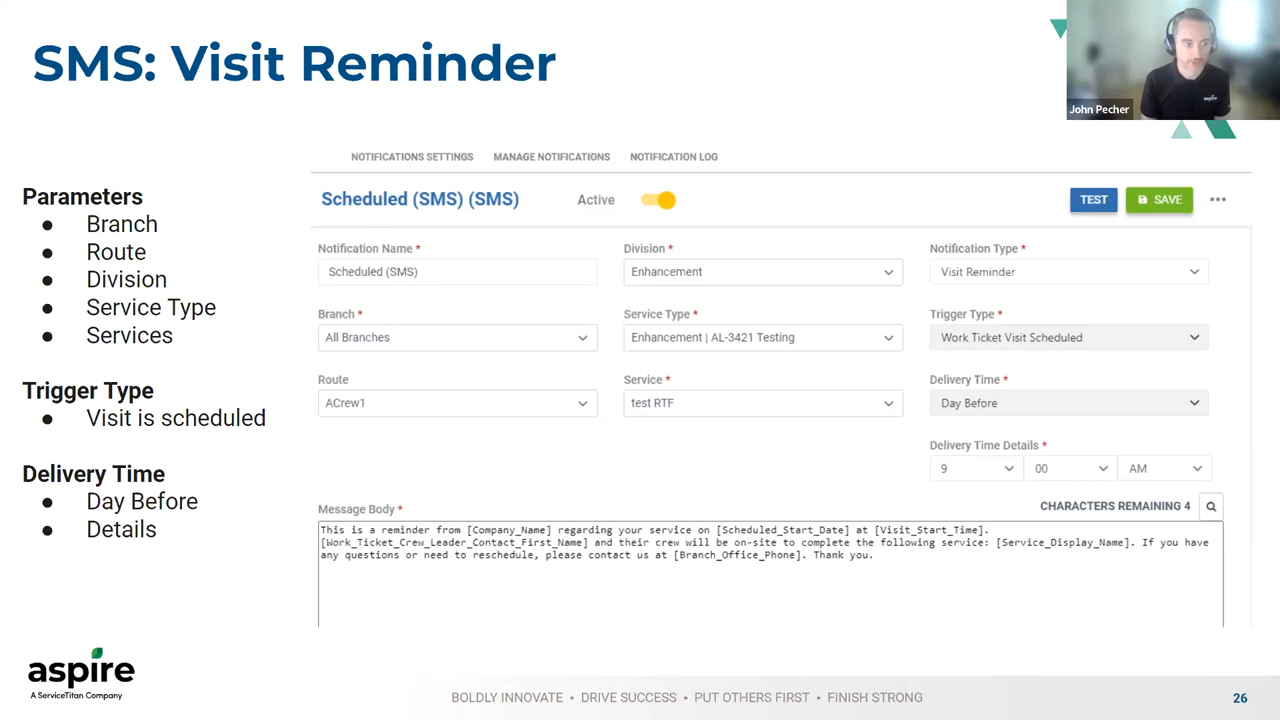 SMS: Visit Reminder
John Pecher
aspire
Parameters
● Branch
● Route
● Division
● Service Type
● Services
Trigger Type
● Visit is scheduled
Delivery Time
● Day Before
● Details
NOTIFICATIONS SETTINGS MANAGE NOTIFICATIONS NOTIFICATION LOG
Scheduled (SMS) (SMS) Active TEST SAVE
Notification Name * Division * Notification Type *
Scheduled (SMS) Enhancement Visit Reminder
Branch * Service Type * Trigger Type *
All Branches Enhancement | AL-3421 Testing Work Ticket Visit Scheduled
Route Service * Delivery Time *
ACrew1 test RTF Day Before
Delivery Time Details *
9 00 AM
Message Body * CHARACTERS REMAINING 4
This is a reminder from [Company_Name] regarding your service on [Scheduled_Start_Date] at [Visit_Start_Time].
[Work_Ticket_Crew_Leader_Contact_First_Name] and their crew will be on-site to complete the following service: [Service_Display_Name]. If you have
any questions or need to reschedule, please contact us at [Branch_Office_Phone]. Thank you.
aspire
A ServiceTitan Company
BOLDLY INNOVATE • DRIVE SUCCESS • PUT OTHERS FIRST • FINISH STRONG
26